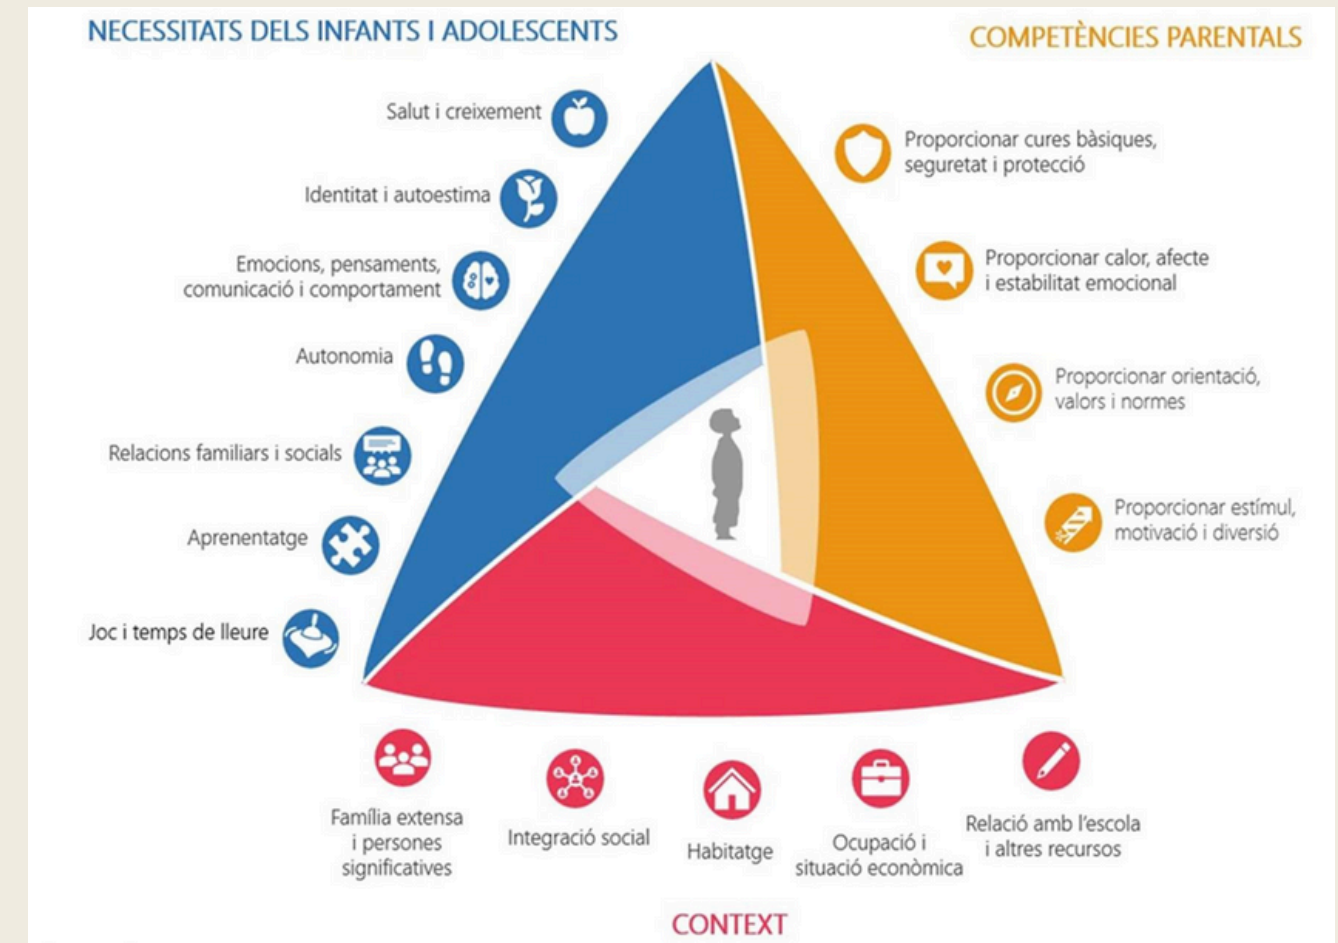 NECESSITATS DELS INFANTS I ADOLESCENTS
Salut i creixement
Identitat i autoestima
Emocions, pensaments,
comunicació i comportament
Autonomia
Relacions familiars i socials
Aprenentatge
Joc i temps de lleure
COMPETÈNCIES PARENTALS
Proporcionar cures bàsiques,
seguretat i protecció
Proporcionar calor, afecte
i estabilitat emocional
Proporcionar orientació,
valors i normes
Proporcionar estímul,
motivació i diversió
Família extensa
i persones
significatives
Integració social
Habitatge
Ocupació i
situació econòmica
Relació amb l'escola
i altres recursos
CONTEXT